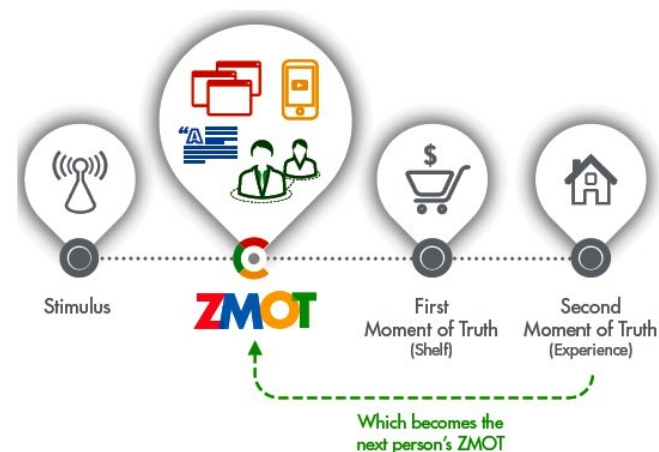 "A
$
Stimulus
ZMOT
First
Moment of Truth
(Shelf)
Second
Moment of Truth
(Experience)
Which becomes the
next person's ZMOT